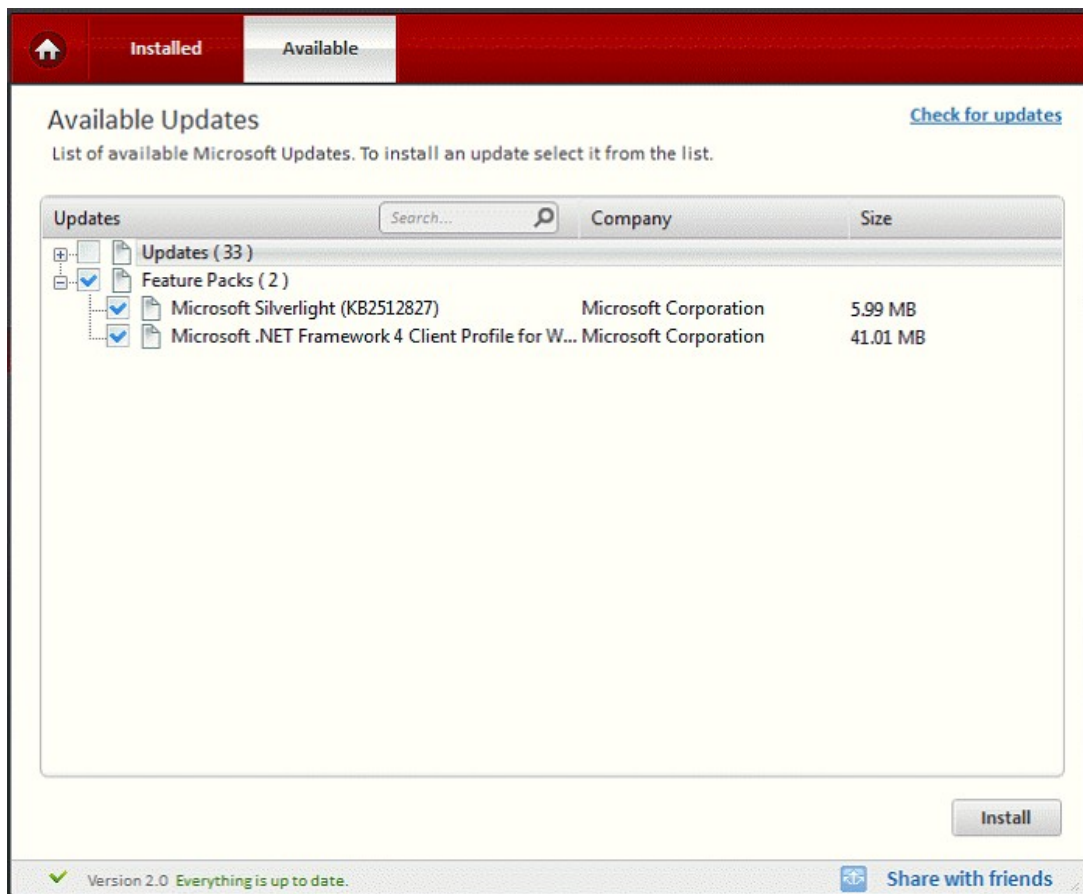 Installed Available
Available Updates Check for updates
List of available Microsoft Updates. To install an update select it from the list.
Updates Search... Company Size
Updates ( 33 )
Feature Packs ( 2 )
Microsoft Silverlight (KB2512827) Microsoft Corporation 5.99 MB
Microsoft .NET Framework 4 Client Profile for W... Microsoft Corporation 41.01 MB
Install
Version 2.0 Everything is up to date. Share with friends